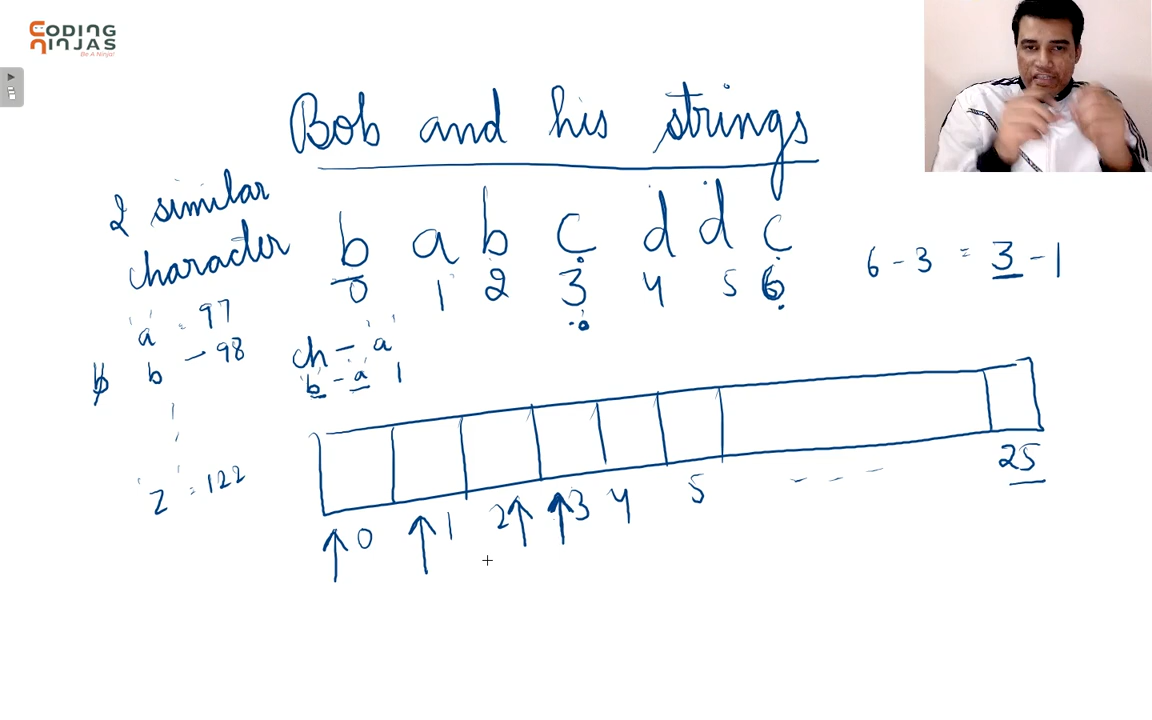 CODING
NINJAS
Be A Ninja!
Bob and his strings
2 similar
character
b a b c d d c
0 1 2 3 4 5 6
6 - 3 = 3 - 1
'a' = 97
b - 98
z = 122
ch - 'a'
'b' - 'a' 1
b
0 1 2 3 4 5 - - - 25